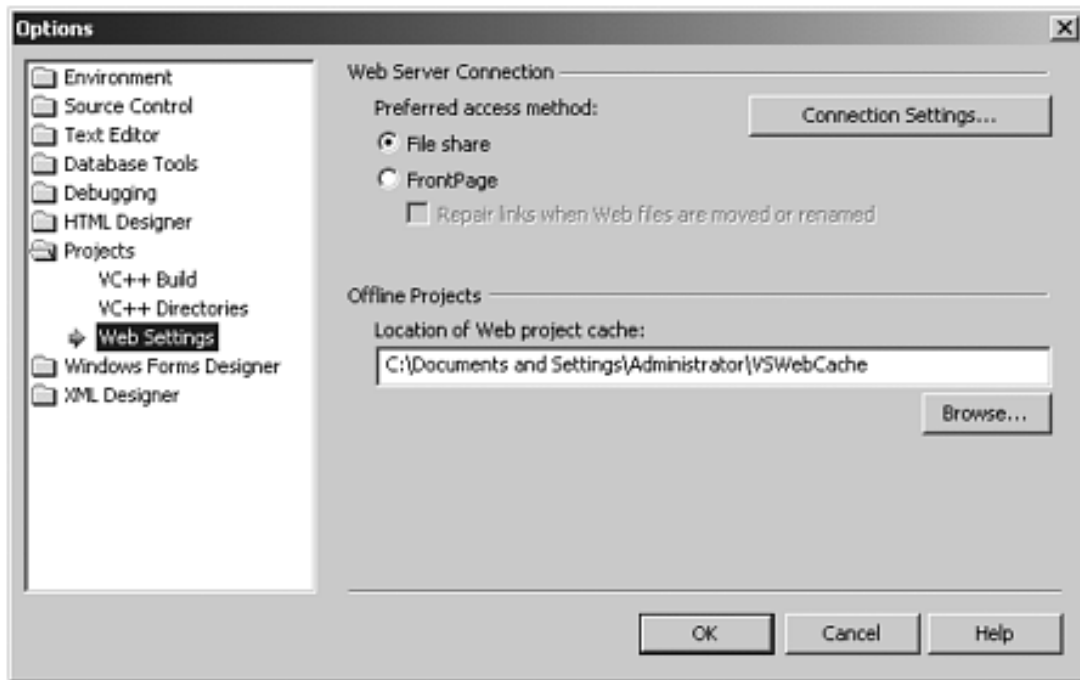 Options
Environment
Source Control
Text Editor
Database Tools
Debugging
HTML Designer
Projects
VC++ Build
VC++ Directories
Web Settings
Windows Forms Designer
XML Designer
Web Server Connection
Preferred access method:
Connection Settings...
File share
FrontPage
Repair links when Web files are moved or renamed
Offline Projects
Location of Web project cache:
C:\Documents and Settings\Administrator\VSWebCache
Browse...
OK
Cancel
Help